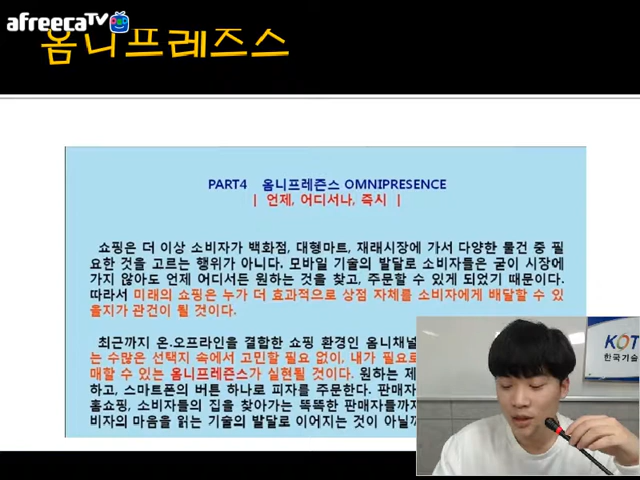 afreecaTV
옴니프레즌스
PART4 옴니프레즌스 OMNIPRESENCE
| 언제, 어디서나, 즉시 |
쇼핑은 더 이상 소비자가 백화점, 대형마트, 재래시장에 가서 다양한 물건 중 필
요한 것을 고르는 행위가 아니다. 모바일 기술의 발달로 소비자들은 굳이 시장에
가지 않아도 언제 어디서든 원하는 것을 찾고, 주문할 수 있게 되었기 때문이다.
따라서 미래의 쇼핑은 누가 더 효과적으로 상점 자체를 소비자에게 배달할 수 있
을지가 관건이 될 것이다.
최근까지 온.오프라인을 결합한 쇼핑 환경인 옴니채널
는 수많은 선택지 속에서 고민할 필요 없이, 내가 필요로
매할 수 있는 옴니프레즌스가 실현될 것이다. 원하는 제
하고, 스마트폰의 버튼 하나로 피자를 주문한다. 판매자
홈쇼핑, 소비자들의 집을 찾아가는 똑똑한 판매자들까지
비자의 마음을 읽는 기술의 발달로 이어지는 것이 아닐까
KOT
한국기술